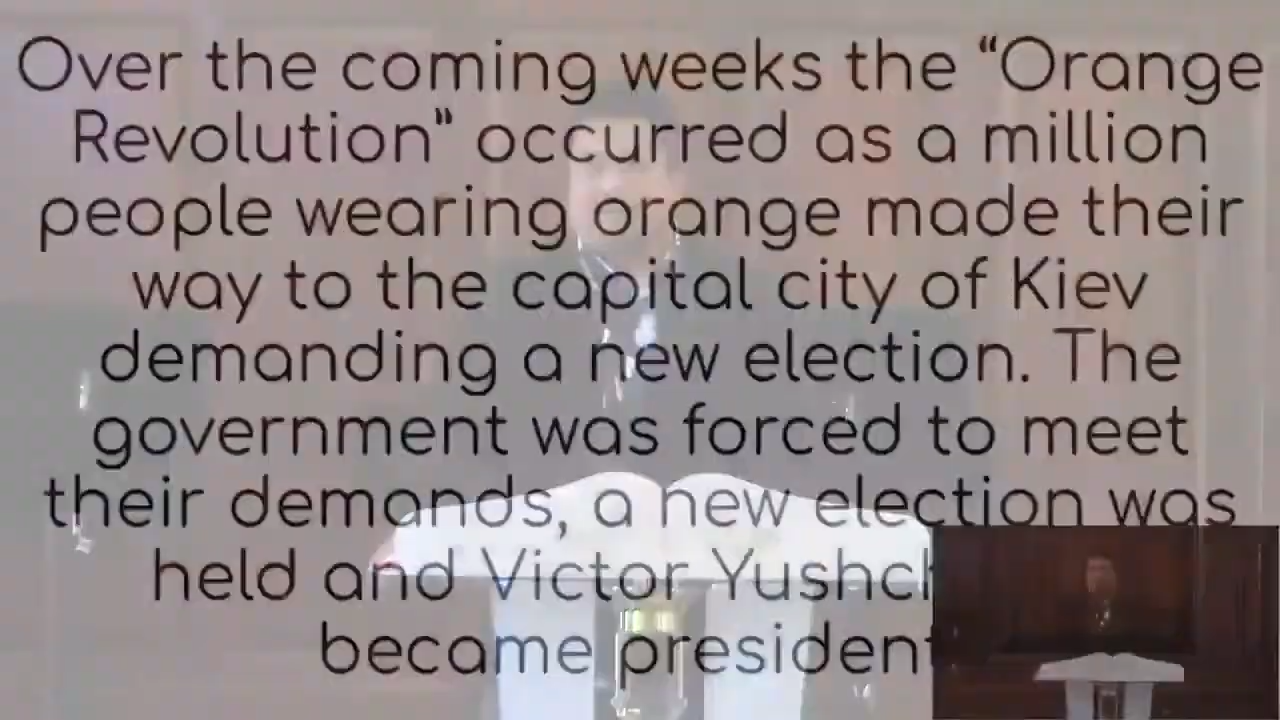 Over the coming weeks the “Orange
Revolution” occurred as a million
people wearing orange made their
way to the capital city of Kiev
demanding a new election. The
government was forced to meet
their demands, a new election was
held and Victor
became president